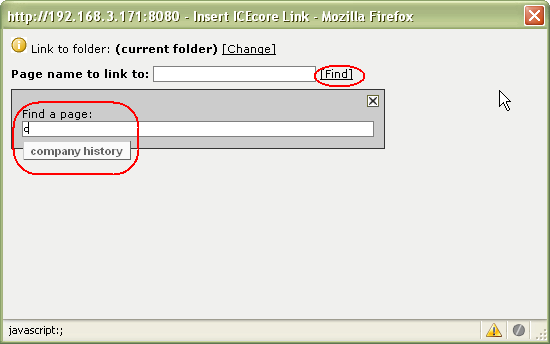 http://192.168.3.171:8080 - Insert ICEcore Link - Mozilla Firefox
Link to folder: (current folder) [Change]
Page name to link to: [Find]
Find a page:
c
company history
javascript:;